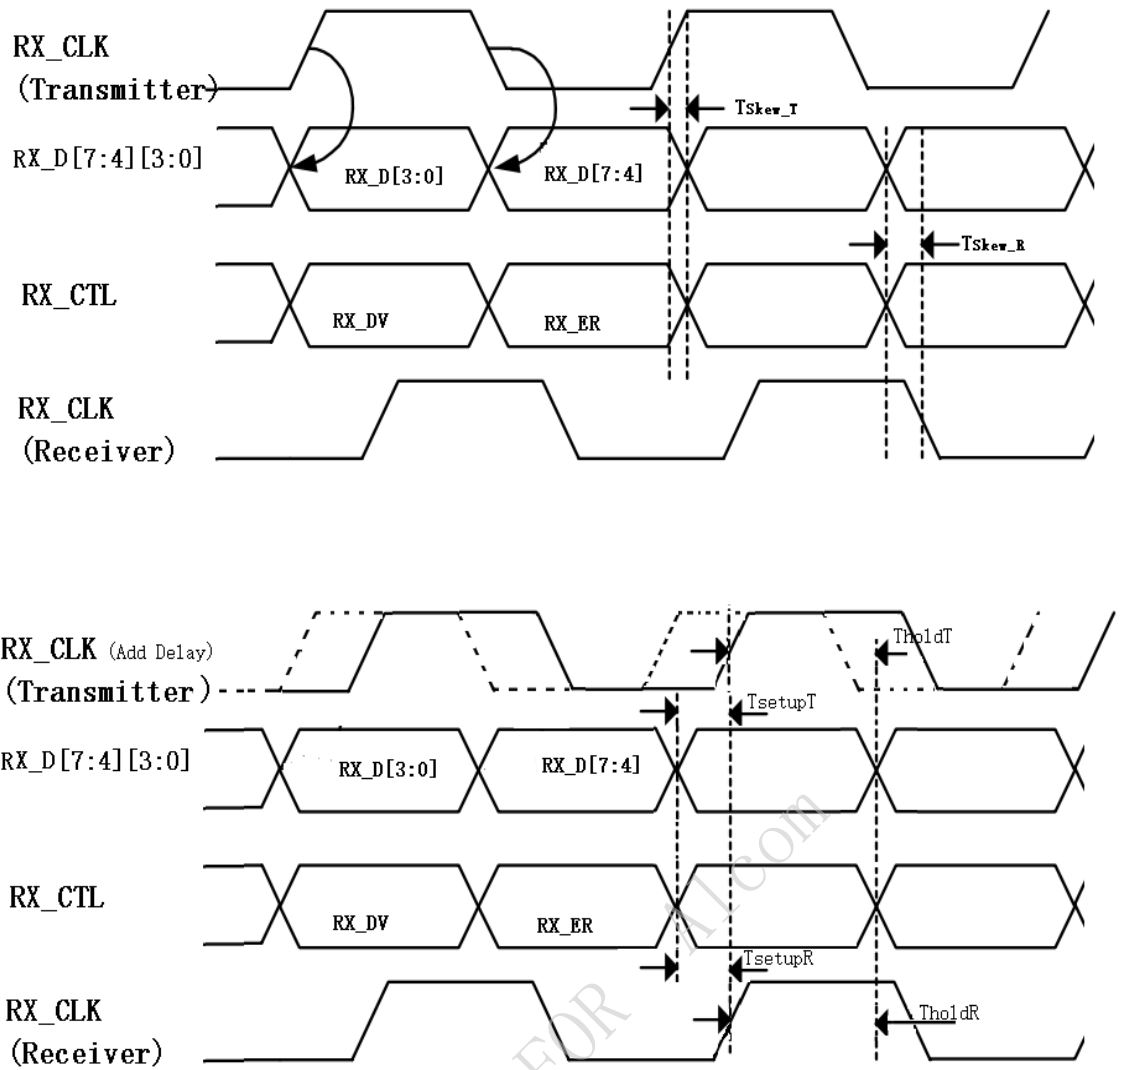 RX_CLK
(Transmitter)
TSkew_T
RX_D[7:4][3:0]
RX_D[3:0]
RX_D[7:4]
TSkew_R
RX_CTL
RX_DV
RX_ER
RX_CLK
(Receiver)
RX_CLK (Add Delay)
(Transmitter)
TholdT
TsetupT
RX_D[7:4][3:0]
RX_D[3:0]
RX_D[7:4]
RX_CTL
RX_DV
RX_ER
TsetupR
RX_CLK
(Receiver)
TholdR
FOR Alcom